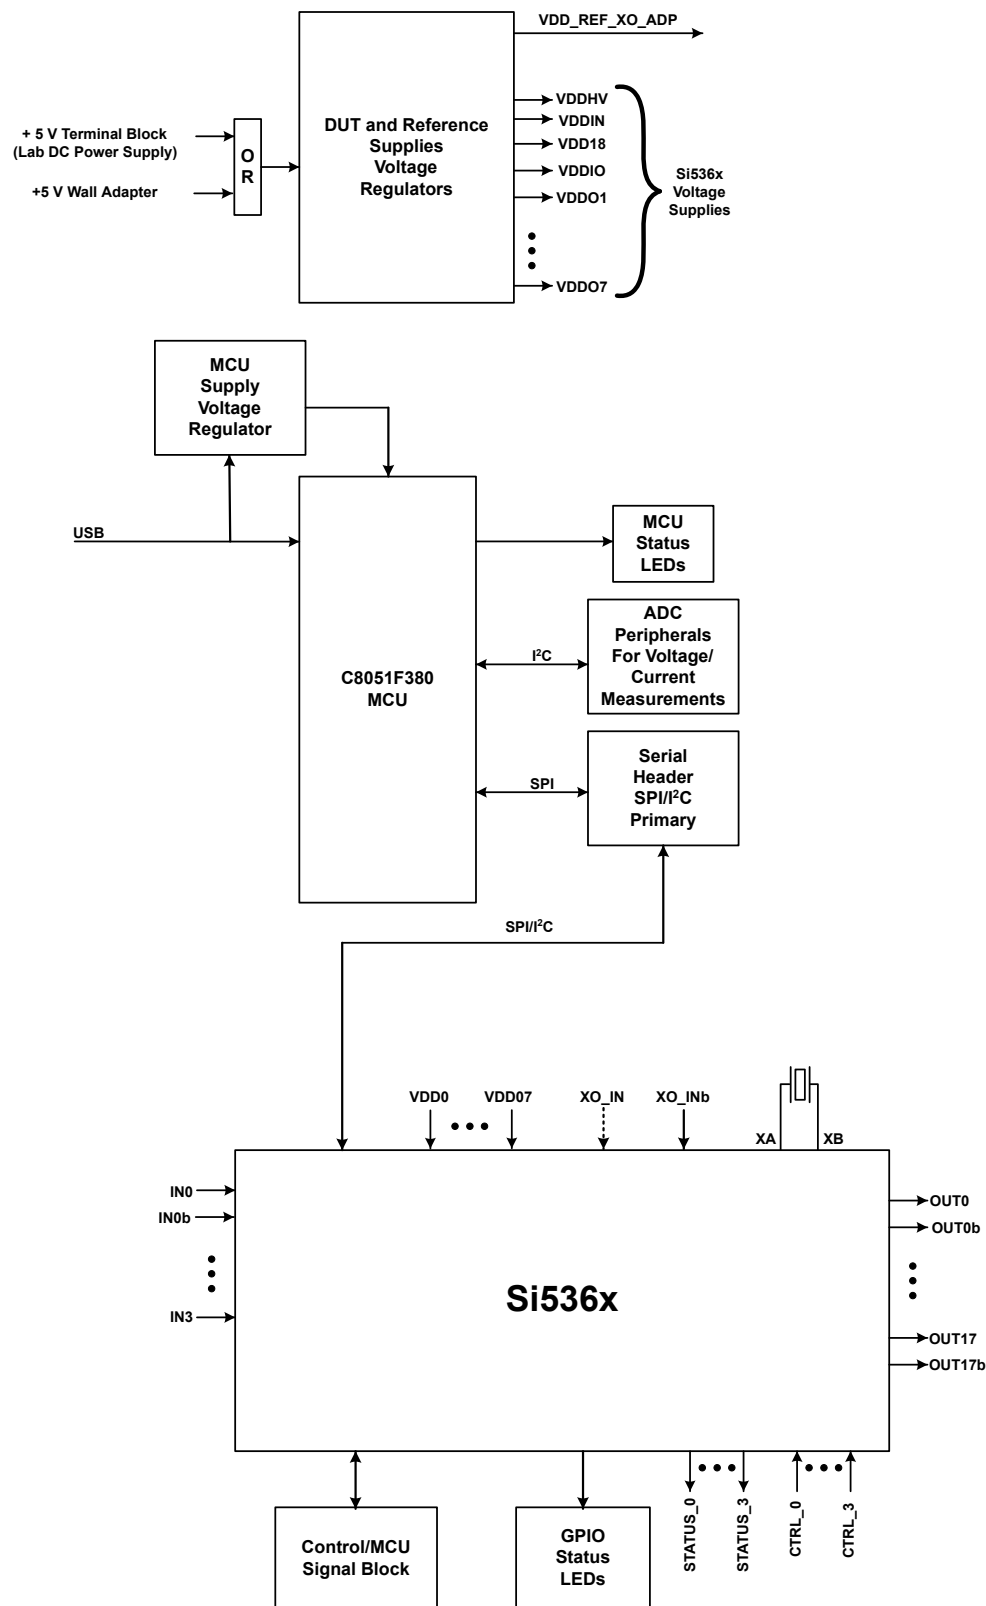 VDD_REF_XO_ADP
DUT and Reference
Supplies
Voltage
Regulators
+ 5 V Terminal Block
(Lab DC Power Supply)
+5 V Wall Adapter
O
R
VDDHV
VDDIN
VDD18
VDDIO
VDDO1
VDDO7
Si536x
Voltage
Supplies
MCU
Supply
Voltage
Regulator
USB
C8051F380
MCU
MCU
Status
LEDs
I²C
ADC
Peripherals
For Voltage/
Current
Measurements
SPI
Serial
Header
SPI/I²C
Primary
SPI/I²C
VDD0
VDD07
XO_IN
XO_INb
XA
XB
IN0
IN0b
IN3
Si536x
OUT0
OUT0b
OUT17
OUT17b
Control/MCU
Signal Block
GPIO
Status
LEDs
STATUS_0
STATUS_3
CTRL_0
CTRL_3